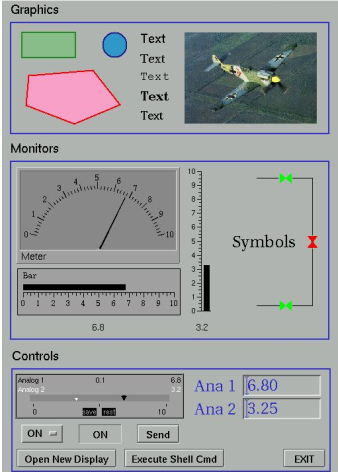 Graphics
Text
Text
Text
Text
Text
Monitors
0 1 2 3 4 5 6 7 8 9 10
Meter
10
9
8
7
6
5
4
3
2
1
0
Symbols
Bar
0 1 2 3 4 5 6 7 8 9 10
6.8
3.2
Controls
Analog 1 0.1 6.8
Analog 2 3.2
0 save rest 10
Ana 1 6.80
Ana 2 3.25
ON ON Send
Open New Display Execute Shell Cmd EXIT